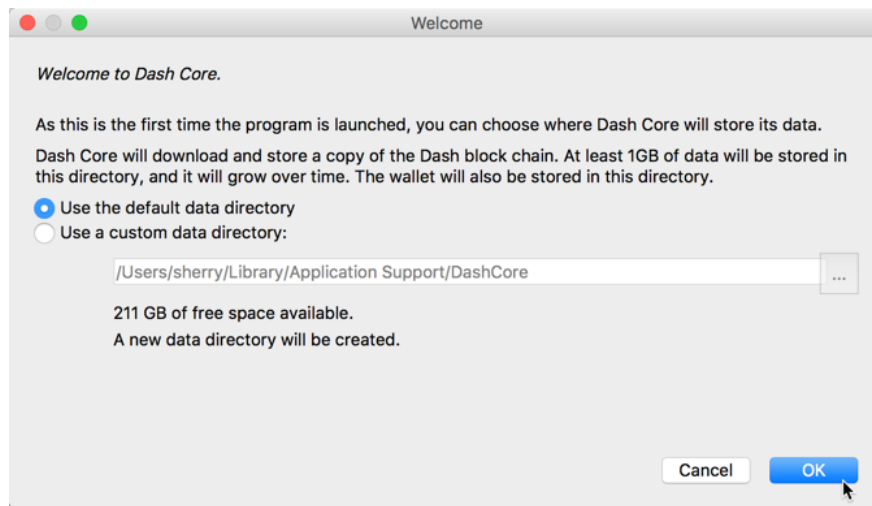 Welcome
Welcome to Dash Core.
As this is the first time the program is launched, you can choose where Dash Core will store its data.
Dash Core will download and store a copy of the Dash block chain. At least 1GB of data will be stored in
this directory, and it will grow over time. The wallet will also be stored in this directory.
Use the default data directory
Use a custom data directory:
/Users/sherry/Library/Application Support/DashCore
...
211 GB of free space available.
A new data directory will be created.
Cancel
OK